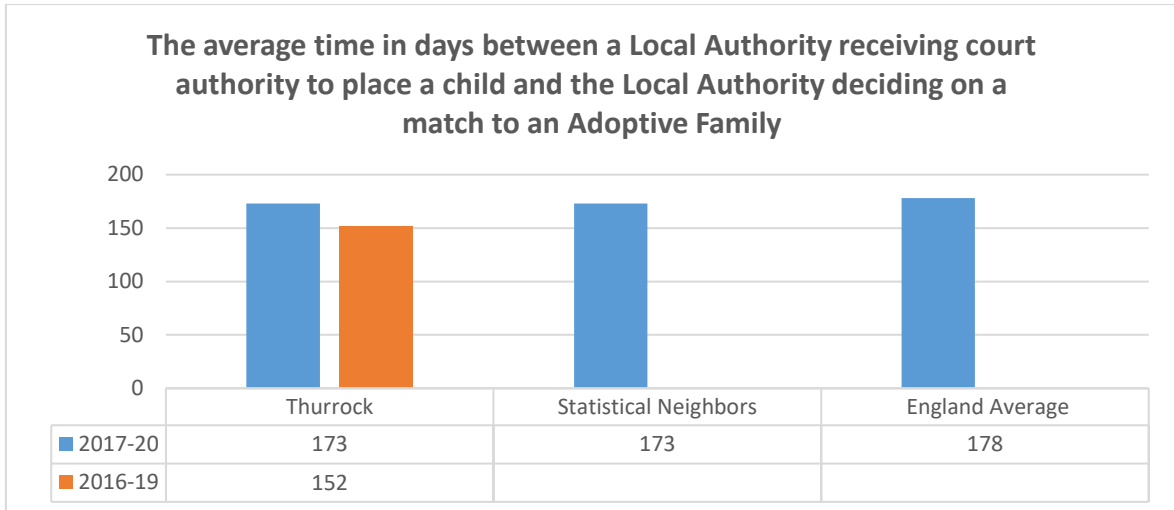 The average time in days between a Local Authority receiving court
authority to place a child and the Local Authority deciding on a
match to an Adoptive Family
200
150
100
50
0
Thurrock Statistical Neighbors England Average
2017-20 173 173 178
2016-19 152